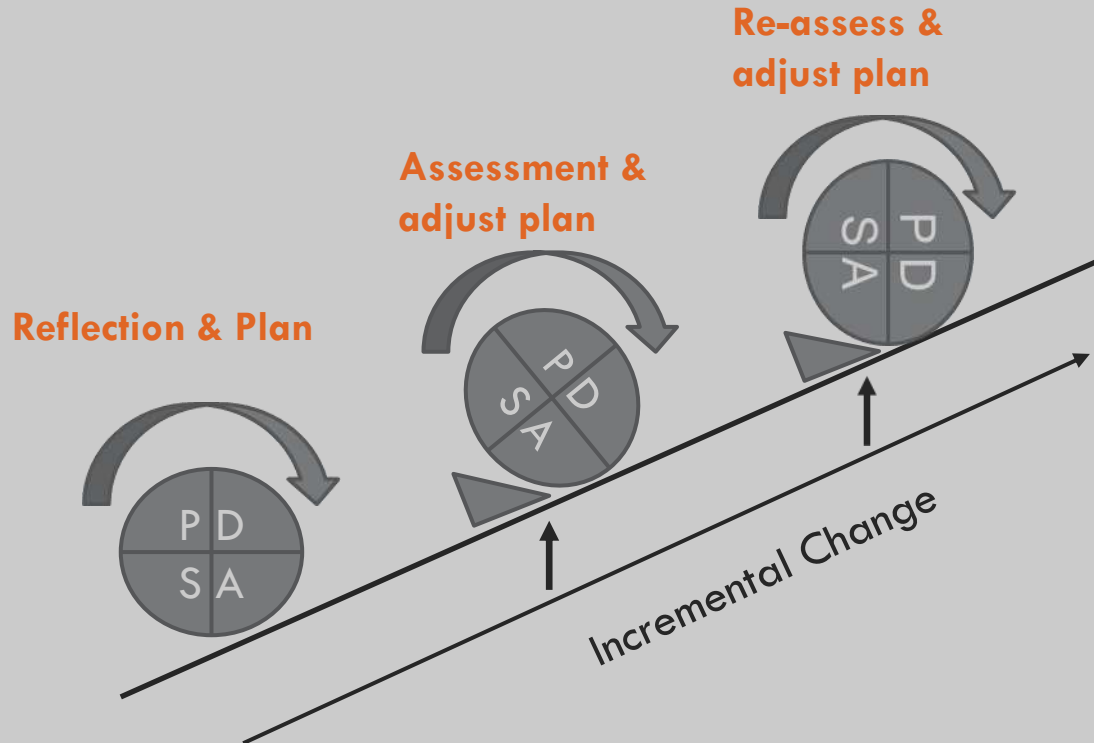 Re-assess &
adjust plan
Assessment &
adjust plan
Reflection & Plan
P D
S A
P D
S A
P D
S A
Incremental Change